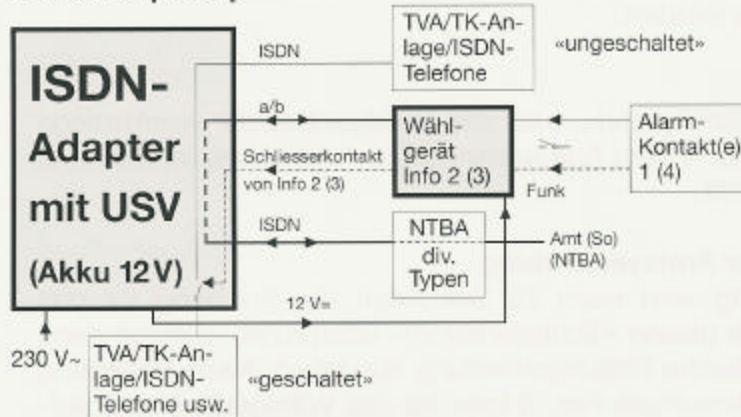 ISDN-
Adapter
mit USV
(Akku 12 V)
ISDN
TVA/TK-An-
lage/ISDN-
Telefone
«ungeschaltet»
a/b
Wähl-
gerät
Info 2 (3)
Alarm-
Kontakt(e)
1 (4)
Schliesserkontakt
von Info 2 (3)
Funk
ISDN
NTBA
div.
Typen
Amt (So)
(NTBA)
12 V=
230 V~
TVA/TK-An-
lage/ISDN-
Telefone usw.
«geschaltet»